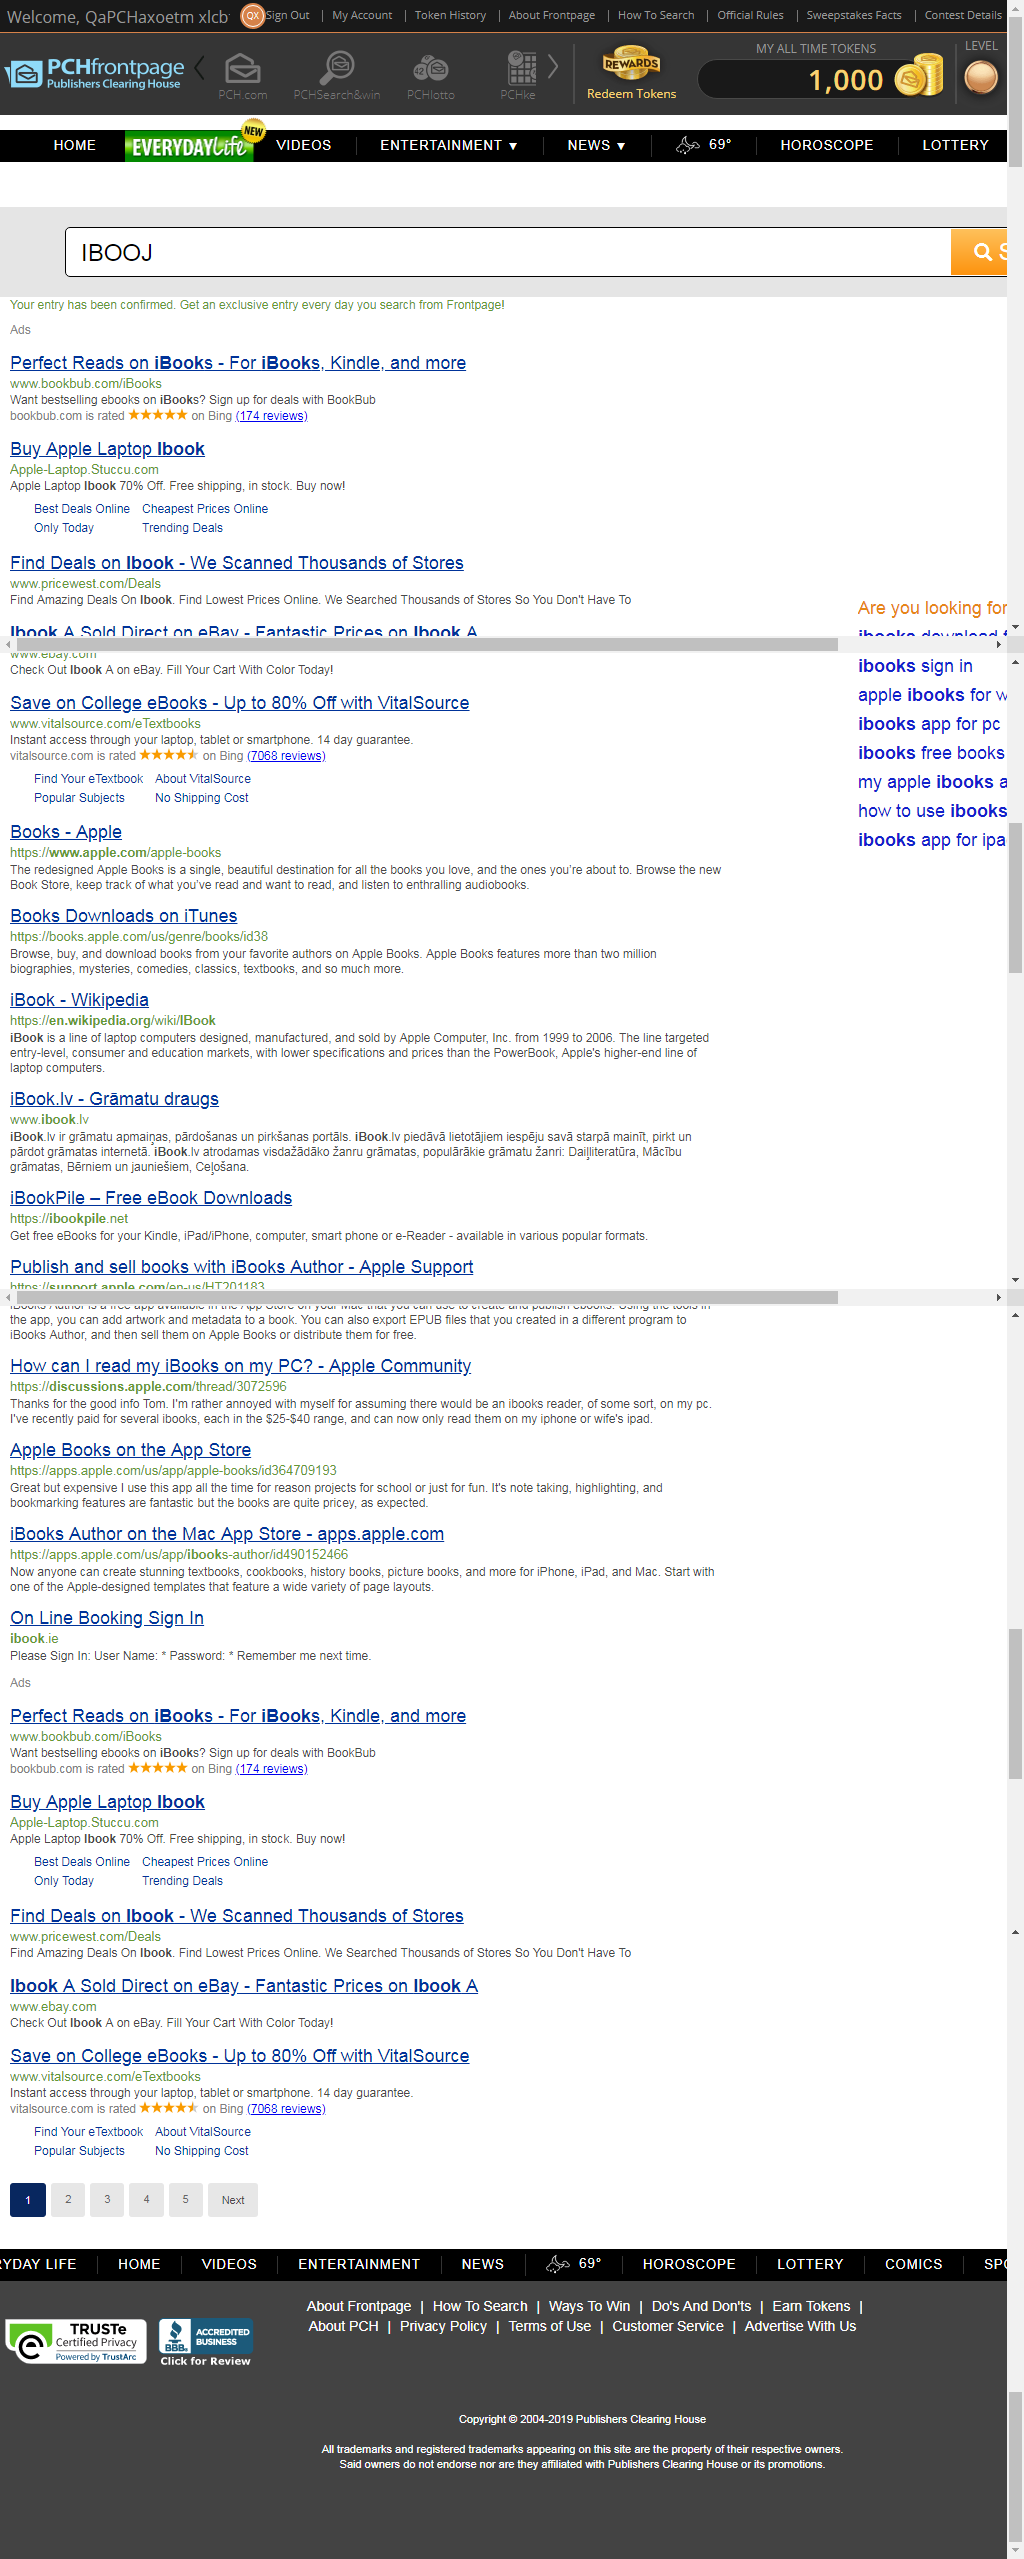 Welcome, QaPCHaxoetm xlcb QX Sign Out | My Account | Token History | About Frontpage | How To Search | Official Rules | Sweepstakes Facts | Contest Details
PCHfrontpage
Publishers Clearing House
PCH.com PCHSearch&win PCHlotto PCHke
REWARDS
Redeem Tokens
MY ALL TIME TOKENS
1,000
LEVEL
HOME EVERYDAYLife NEW VIDEOS ENTERTAINMENT ▼ NEWS ▼ 69° HOROSCOPE LOTTERY
IBOOJ
S
Your entry has been confirmed. Get an exclusive entry every day you search from Frontpage!
Ads
Perfect Reads on iBooks - For iBooks, Kindle, and more
www.bookbub.com/iBooks
Want bestselling ebooks on iBooks? Sign up for deals with BookBub
bookbub.com is rated ★★★★★ on Bing (174 reviews)
Buy Apple Laptop Ibook
Apple-Laptop.Stuccu.com
Apple Laptop Ibook 70% Off. Free shipping, in stock. Buy now!
Best Deals Online Cheapest Prices Online
Only Today Trending Deals
Find Deals on Ibook - We Scanned Thousands of Stores
www.pricewest.com/Deals
Find Amazing Deals On Ibook. Find Lowest Prices Online. We Searched Thousands of Stores So You Don't Have To
Are you looking for
Ibook A Sold Direct on eBay - Fantastic Prices on Ibook A
ibooks download f
www.ebay.com
Check Out Ibook A on eBay. Fill Your Cart With Color Today!
ibooks sign in
apple ibooks for w
ibooks app for pc
ibooks free books
my apple ibooks a
how to use ibooks
ibooks app for ipa
Save on College eBooks - Up to 80% Off with VitalSource
www.vitalsource.com/eTextbooks
Instant access through your laptop, tablet or smartphone. 14 day guarantee.
vitalsource.com is rated ★★★★★ on Bing (7068 reviews)
Find Your eTextbook About VitalSource
Popular Subjects No Shipping Cost
Books - Apple
https://www.apple.com/apple-books
The redesigned Apple Books is a single, beautiful destination for all the books you love, and the ones you're about to. Browse the new
Book Store, keep track of what you've read and want to read, and listen to enthralling audiobooks.
Books Downloads on iTunes
https://books.apple.com/us/genre/books/id38
Browse, buy, and download books from your favorite authors on Apple Books. Apple Books features more than two million
biographies, mysteries, comedies, classics, textbooks, and so much more.
iBook - Wikipedia
https://en.wikipedia.org/wiki/IBook
iBook is a line of laptop computers designed, manufactured, and sold by Apple Computer, Inc. from 1999 to 2006. The line targeted
entry-level, consumer and education markets, with lower specifications and prices than the PowerBook, Apple's higher-end line of
laptop computers.
iBook.lv - Grāmatu draugs
www.ibook.lv
iBook.lv ir grāmatu apmaiņas, pārdošanas un pirkšanas portāls. iBook.lv piedāvā lietotājiem iespēju savā starpā mainīt, pirkt un
pārdot grāmatas internetā. iBook.lv atrodamas visdažādāko žanru grāmatas, populārākie grāmatu žanri: Daiļliteratūra, Mācību
grāmatas, Bērniem un jauniešiem, Ceļošana.
iBookPile – Free eBook Downloads
https://ibookpile.net
Get free eBooks for your Kindle, iPad/iPhone, computer, smart phone or e-Reader - available in various popular formats.
Publish and sell books with iBooks Author - Apple Support
https://support.apple.com/en-us/HT201183
iBooks Author is a free app available in the App Store on your Mac that you can use to create and publish ebooks. Using the tools in
the app, you can add artwork and metadata to a book. You can also export EPUB files that you created in a different program to
iBooks Author, and then sell them on Apple Books or distribute them for free.
How can I read my iBooks on my PC? - Apple Community
https://discussions.apple.com/thread/3072596
Thanks for the good info Tom. I'm rather annoyed with myself for assuming there would be an ibooks reader, of some sort, on my pc.
I've recently paid for several ibooks, each in the $25-$40 range, and can now only read them on my iphone or wife's ipad.
Apple Books on the App Store
https://apps.apple.com/us/app/apple-books/id364709193
Great but expensive I use this app all the time for reason projects for school or just for fun. It's note taking, highlighting, and
bookmarking features are fantastic but the books are quite pricey, as expected.
iBooks Author on the Mac App Store - apps.apple.com
https://apps.apple.com/us/app/ibooks-author/id490152466
Now anyone can create stunning textbooks, cookbooks, history books, picture books, and more for iPhone, iPad, and Mac. Start with
one of the Apple-designed templates that feature a wide variety of page layouts.
On Line Booking Sign In
ibook.ie
Please Sign In: User Name: * Password: * Remember me next time.
Ads
Perfect Reads on iBooks - For iBooks, Kindle, and more
www.bookbub.com/iBooks
Want bestselling ebooks on iBooks? Sign up for deals with BookBub
bookbub.com is rated ★★★★★ on Bing (174 reviews)
Buy Apple Laptop Ibook
Apple-Laptop.Stuccu.com
Apple Laptop Ibook 70% Off. Free shipping, in stock. Buy now!
Best Deals Online Cheapest Prices Online
Only Today Trending Deals
Find Deals on Ibook - We Scanned Thousands of Stores
www.pricewest.com/Deals
Find Amazing Deals On Ibook. Find Lowest Prices Online. We Searched Thousands of Stores So You Don't Have To
Ibook A Sold Direct on eBay - Fantastic Prices on Ibook A
www.ebay.com
Check Out Ibook A on eBay. Fill Your Cart With Color Today!
Save on College eBooks - Up to 80% Off with VitalSource
www.vitalsource.com/eTextbooks
Instant access through your laptop, tablet or smartphone. 14 day guarantee.
vitalsource.com is rated ★★★★★ on Bing (7068 reviews)
Find Your eTextbook About VitalSource
Popular Subjects No Shipping Cost
1 2 3 4 5 Next
RYDAY LIFE HOME VIDEOS ENTERTAINMENT NEWS 69° HOROSCOPE LOTTERY COMICS SPO
About Frontpage | How To Search | Ways To Win | Do's And Don'ts | Earn Tokens |
About PCH | Privacy Policy | Terms of Use | Customer Service | Advertise With Us
TRUSTe
Certified Privacy
Powered by TrustArc
BBB. ACCREDITED BUSINESS
Click for Review
Copyright © 2004-2019 Publishers Clearing House
All trademarks and registered trademarks appearing on this site are the property of their respective owners.
Said owners do not endorse nor are they affiliated with Publishers Clearing House or its promotions.